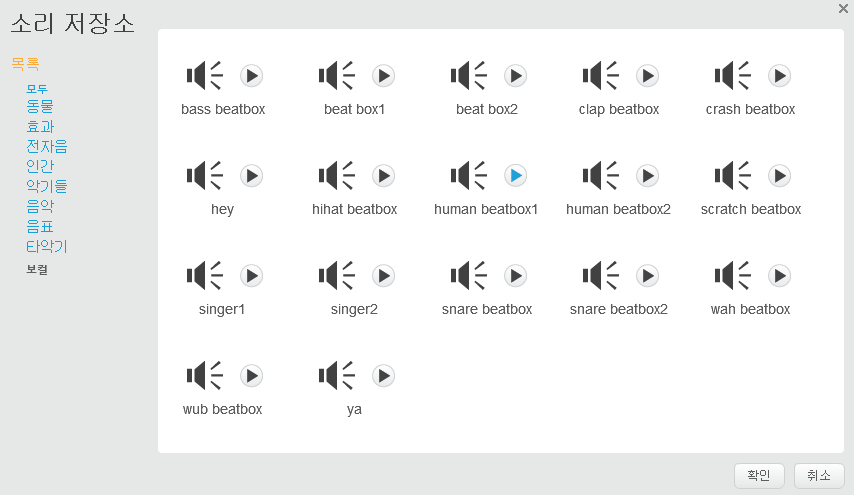 소리 저장소
목록
모두
동물
효과
전자음
인간
악기들
음악
음표
타악기
보컬
bass beatbox
beat box1
beat box2
clap beatbox
crash beatbox
hey
hihat beatbox
human beatbox1
human beatbox2
scratch beatbox
singer1
singer2
snare beatbox
snare beatbox2
wah beatbox
wub beatbox
ya
확인
취소